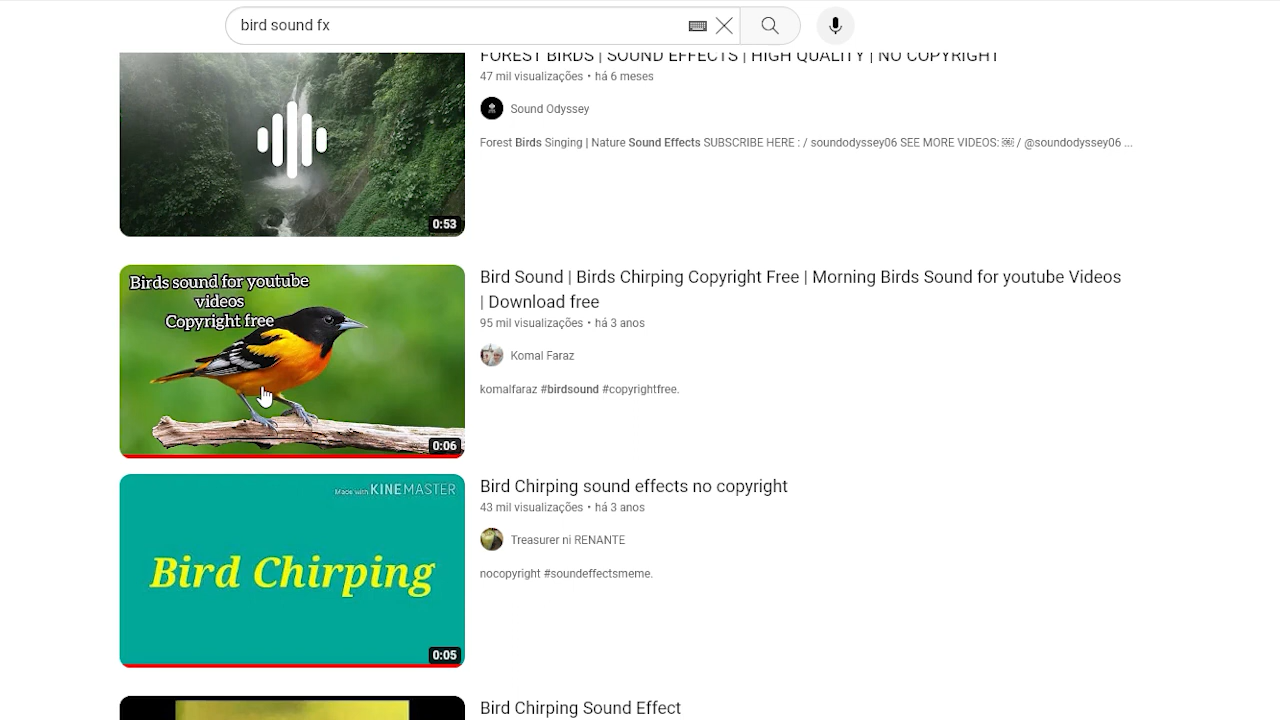 bird sound fx
FOREST BIRDS | SOUND EFFECTS | HIGH QUALITY | NO COPYRIGHT
47 mil visualizações • há 6 meses
Sound Odyssey
Forest Birds Singing | Nature Sound Effects SUBSCRIBE HERE : / soundodyssey06 SEE MORE VIDEOS: ￼ / @soundodyssey06 ...
0:53
Birds sound for youtube
videos
Copyright free
0:06
Bird Sound | Birds Chirping Copyright Free | Morning Birds Sound for youtube Videos
| Download free
95 mil visualizações • há 3 anos
Komal Faraz
komalfaraz #birdsound #copyrightfree.
Made with KINEMASTER
Bird Chirping
0:05
Bird Chirping sound effects no copyright
43 mil visualizações • há 3 anos
Treasurer ni RENANTE
nocopyright #soundeffectsmeme.
Bird Chirping Sound Effect